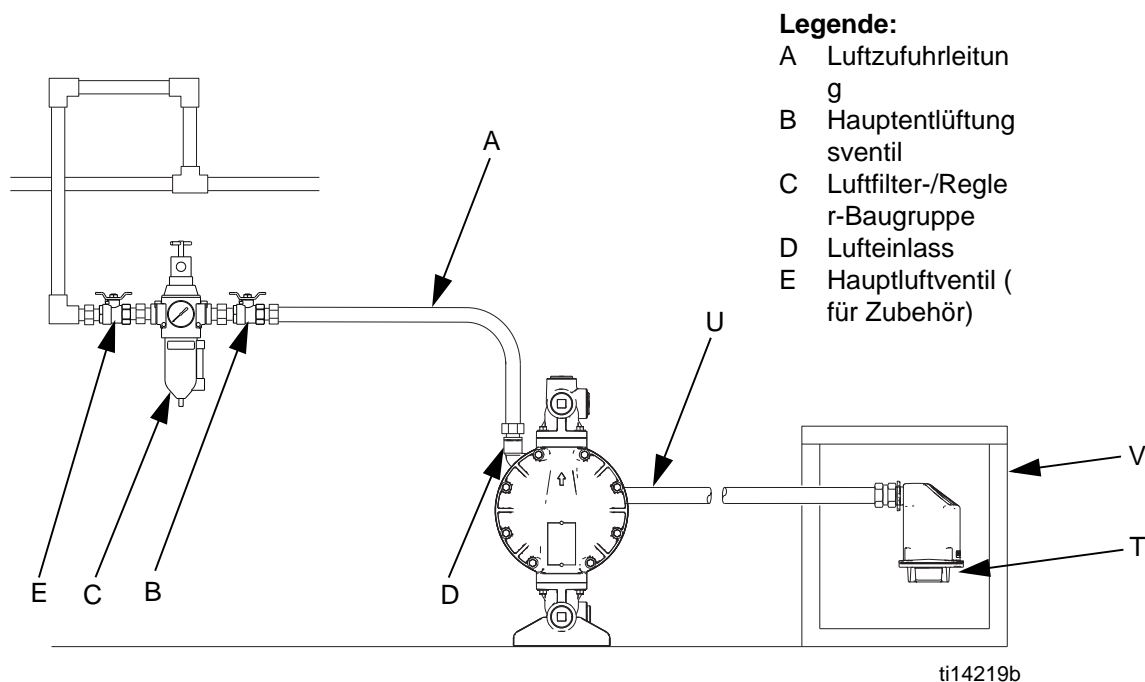 Legende:
A Luftzufuhrleitun
g
B Hauptentlüftung
sventil
C Luftfilter-/Regle
r-Baugruppe
D Lufteinlass
E Hauptluftventil (
für Zubehör)
A
U
V
T
E
C
B
D
ti14219b